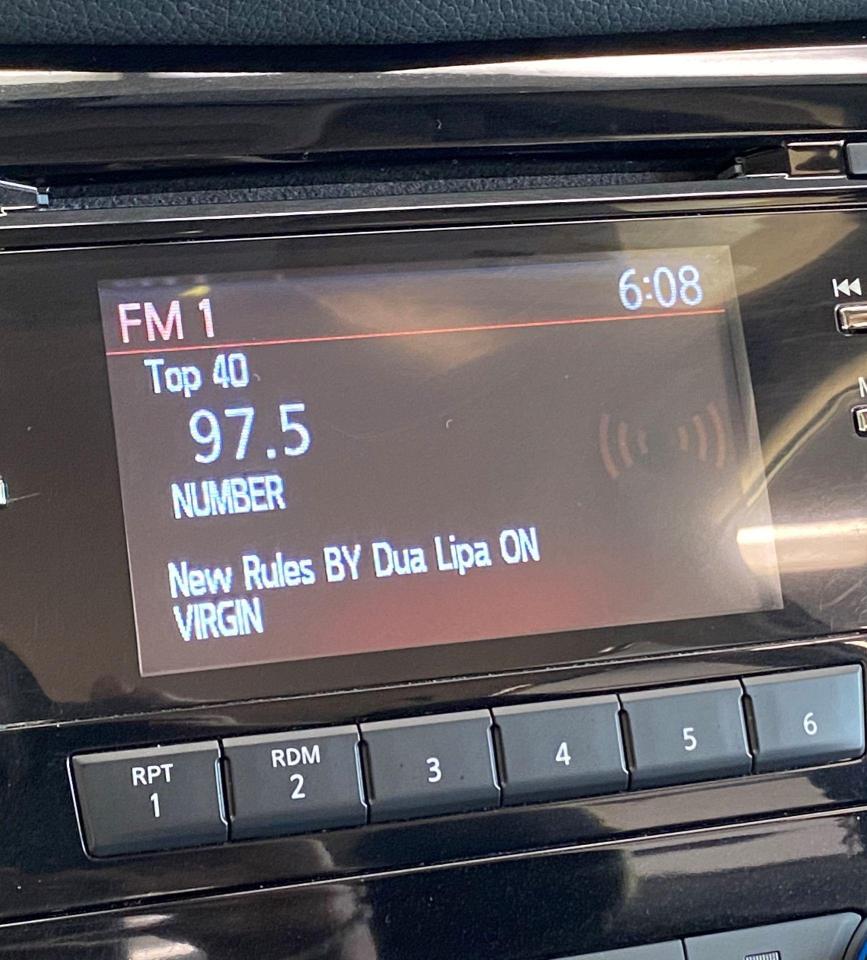 FM 1
6:08
Top 40
97.5
NUMBER
New Rules BY Dua Lipa ON
VIRGIN
RPT
1
RDM
2
3
4
5
6